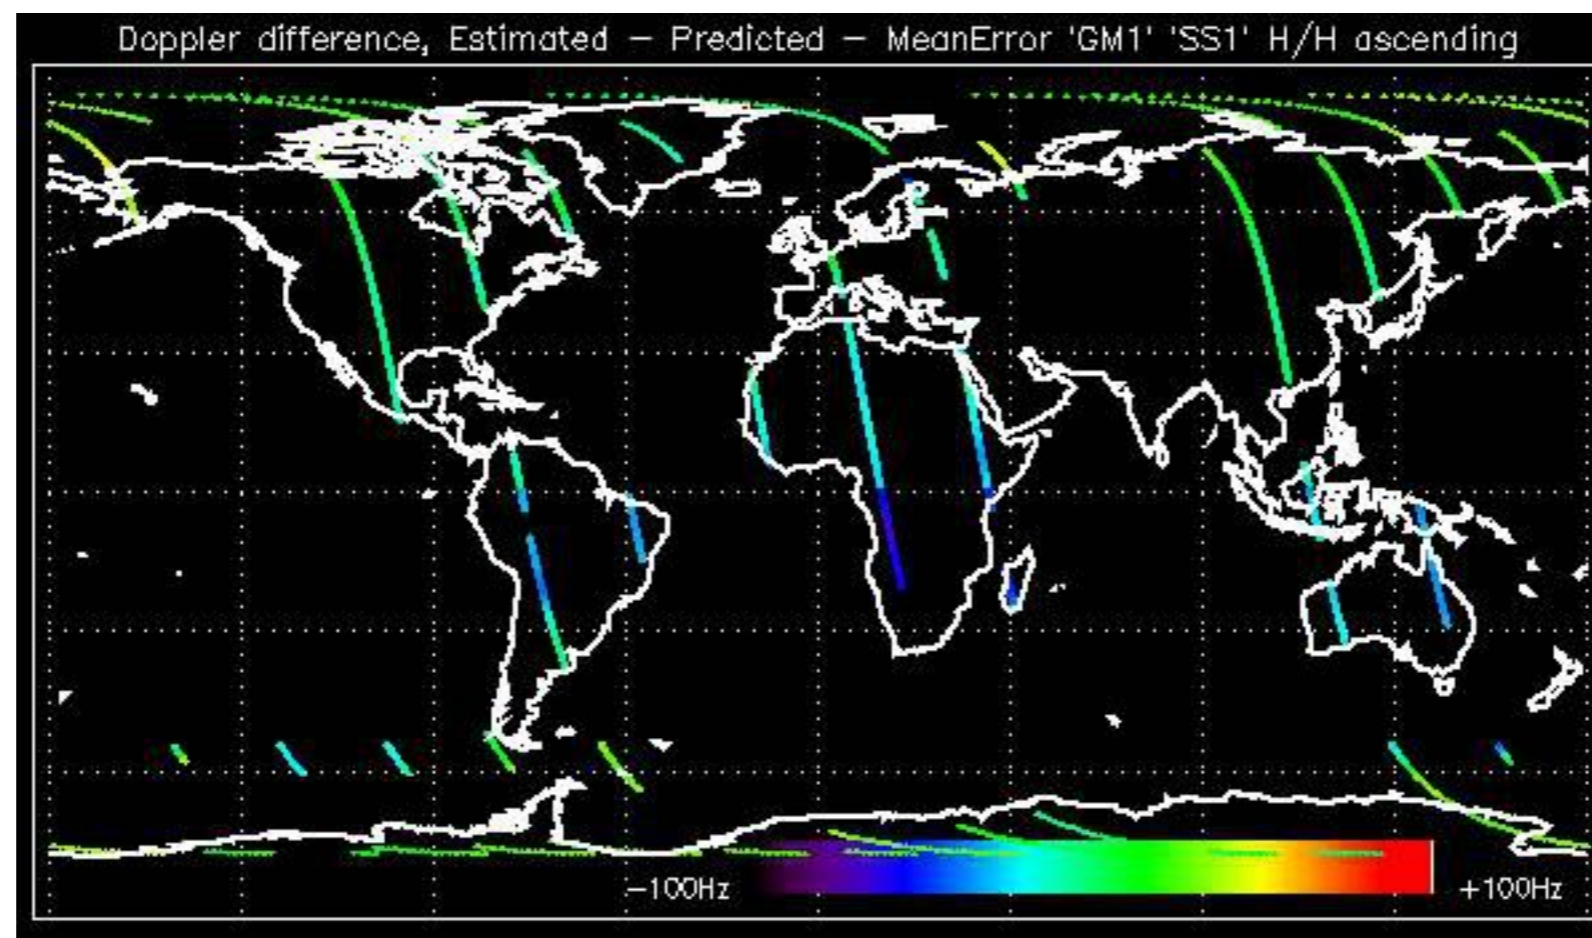 Doppler difference, Estimated – Predicted – MeanError 'GM1' 'SS1' H/H ascending
–100Hz
+100Hz